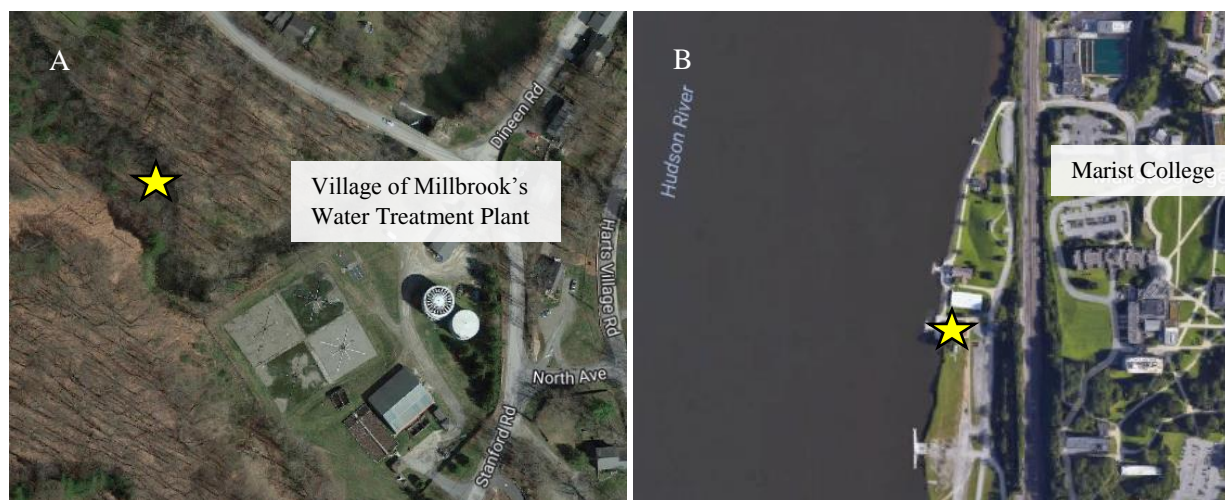 A
Dineen Rd
Village of Millbrook's
Water Treatment Plant
Harts Village Rd
North Ave
Stanford Rd
B
Hudson River
Marist College